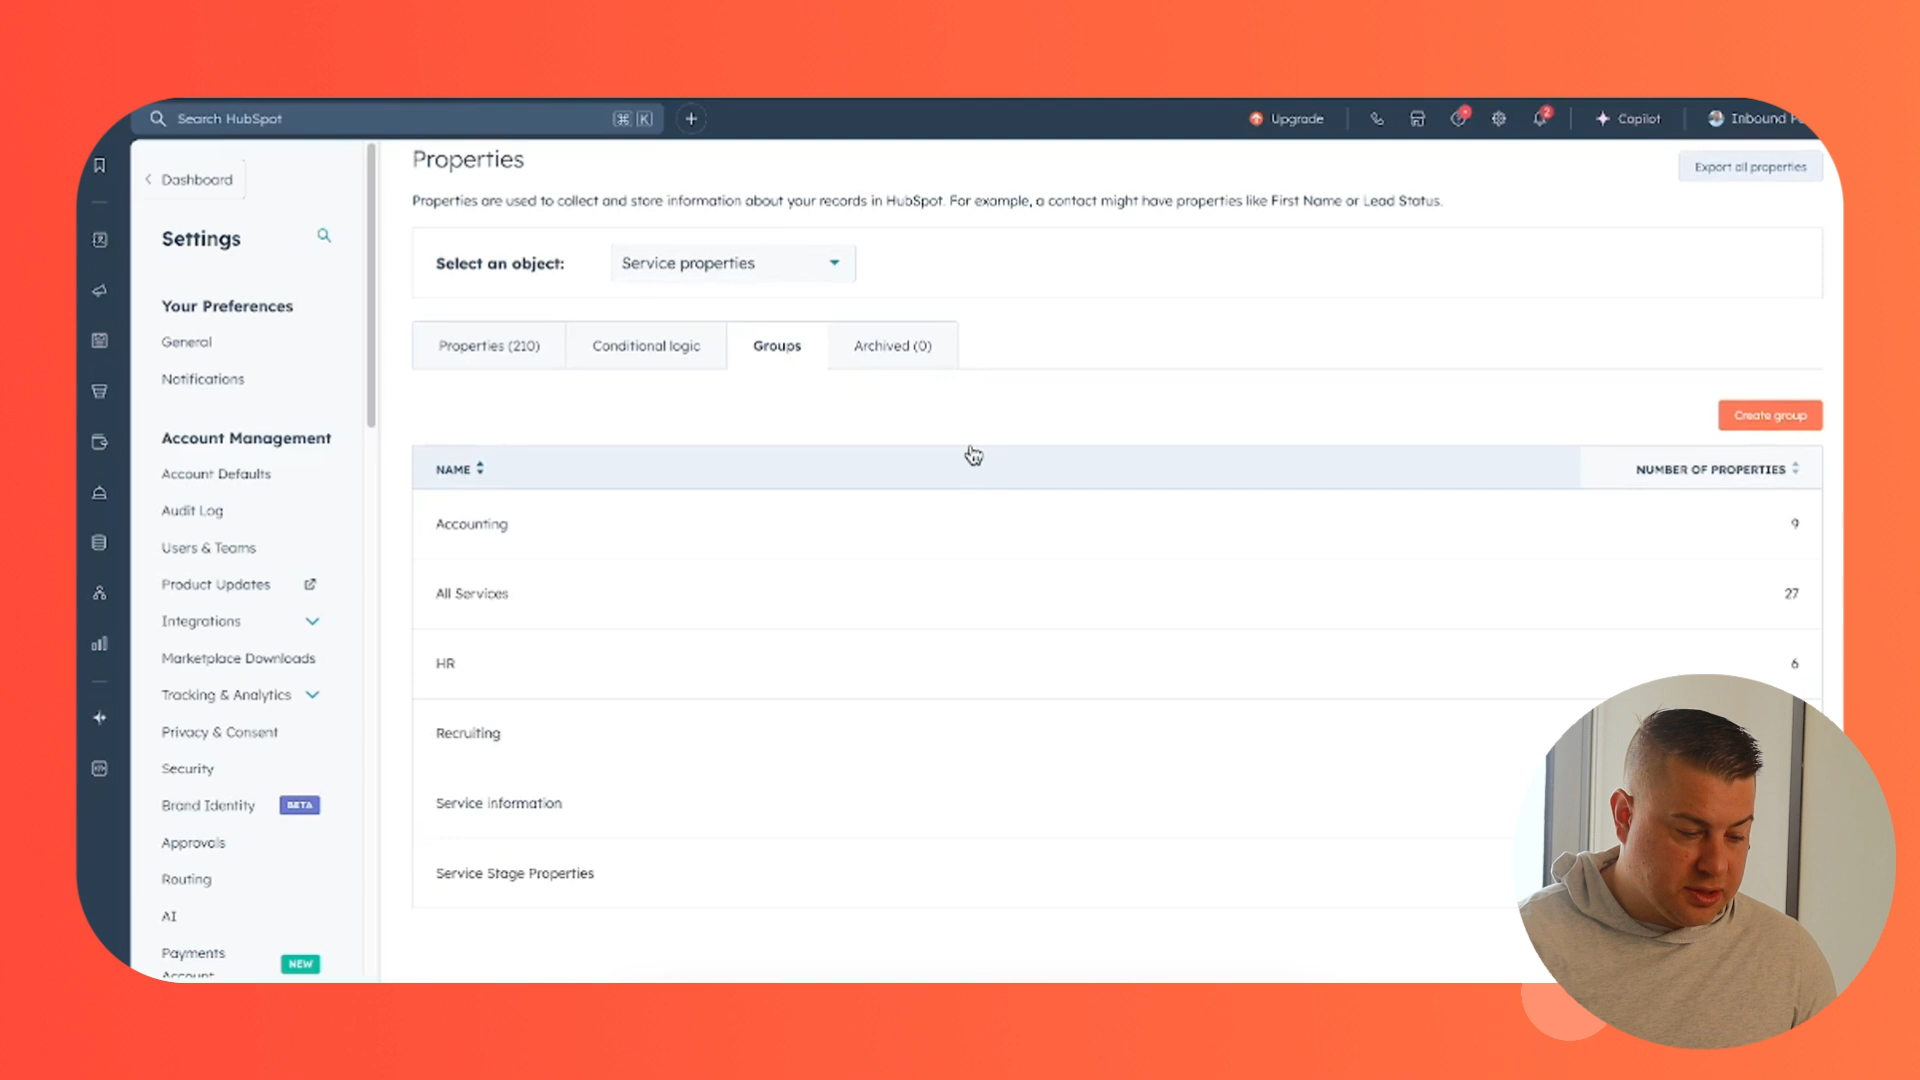 Search HubSpot
⌘ K
Upgrade
2
Copilot
Inbound
Dashboard
Settings
Your Preferences
General
Notifications
Account Management
Account Defaults
Audit Log
Users & Teams
Product Updates
Integrations
Marketplace Downloads
Tracking & Analytics
Privacy & Consent
Security
Brand Identity BETA
Approvals
Routing
AI
Payments NEW
Account
Properties
Export all properties
Properties are used to collect and store information about your records in HubSpot. For example, a contact might have properties like First Name or Lead Status.
Select an object: Service properties
Properties (210) Conditional logic Groups Archived (0)
Create group
NAME NUMBER OF PROPERTIES
Accounting 9
All Services 27
HR 6
Recruiting
Service information
Service Stage Properties